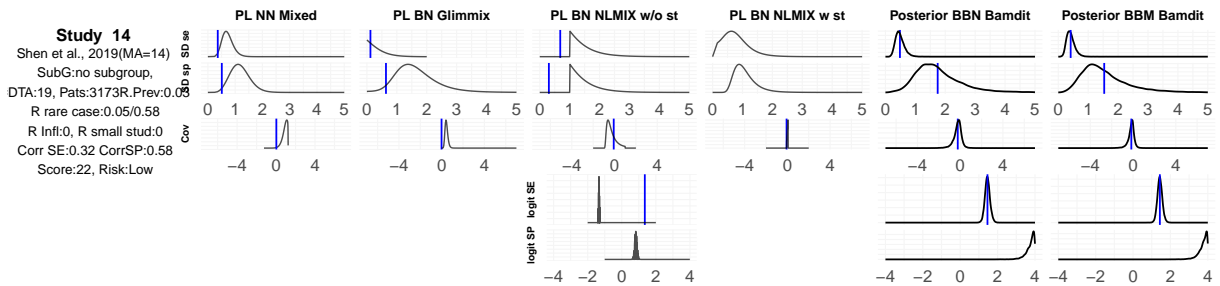 PL NN Mixed
PL BN Glimmix
PL BN NLMIX w/o st
PL BN NLMIX w st
Posterior BBN Bamdit
Posterior BBM Bamdit
Study 14
Shen et al., 2019(MA=14)
SubG:no subgroup,
DTA:19, Pats:3173R.Prev:0.03
R rare case:0.05/0.58
R Infl:0, R small stud:0
Corr SE:0.32 CorrSP:0.58
Score:22, Risk:Low
SD se
SD sp
0 1 2 3 4 5
0 1 2 3 4 5
0 1 2 3 4 5
0 1 2 3 4 5
0 1 2 3 4 5
0 1 2 3 4 5
Cov
−4 0 4
−4 0 4
−4 0 4
−4 0 4
−4 0 4
−4 0 4
logit SE
logit SP
−4 −2 0 2 4
−4 −2 0 2 4
−4 −2 0 2 4